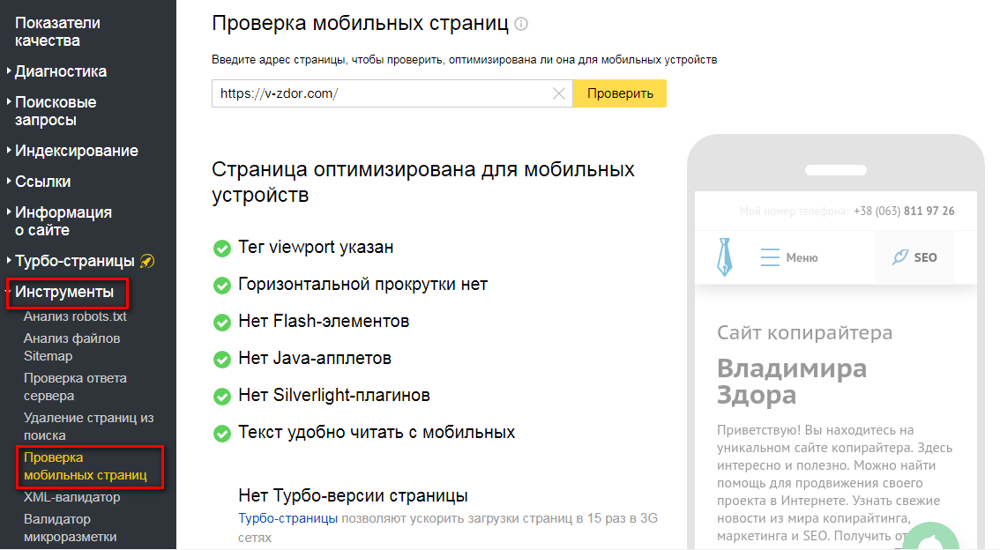 Показатели
качества
Диагностика
Поисковые
запросы
Индексирование
Ссылки
Информация
о сайте
Турбо-страницы
Инструменты
Анализ robots.txt
Анализ файлов
Sitemap
Проверка ответа
сервера
Удаление страниц из
поиска
Проверка
мобильных страниц
XML-валидатор
Валидатор
микроразметки
Проверка мобильных страниц
Введите адрес страницы, чтобы проверить, оптимизирована ли она для мобильных устройств
https://v-zdor.com/
Проверить
Страница оптимизирована для мобильных
устройств
Тег viewport указан
Горизонтальной прокрутки нет
Нет Flash-элементов
Нет Java-апплетов
Нет Silverlight-плагинов
Текст удобно читать с мобильных
Нет Турбо-версии страницы
Турбо-страницы позволяют ускорить загрузки страниц в 15 раз в 3G
сетях
Мой номер телефона: +38 (063) 811 97 26
Меню
SEO
Сайт копирайтера
Владимира
Здора
Приветствую! Вы находитесь на
уникальном сайте копирайтера. Здесь
интересно и полезно. Можно найти
помощь для продвижения своего
проекта в Интернете. Узнать свежие
новости из мира копирайтинга,
маркетинга и SEO. Получить